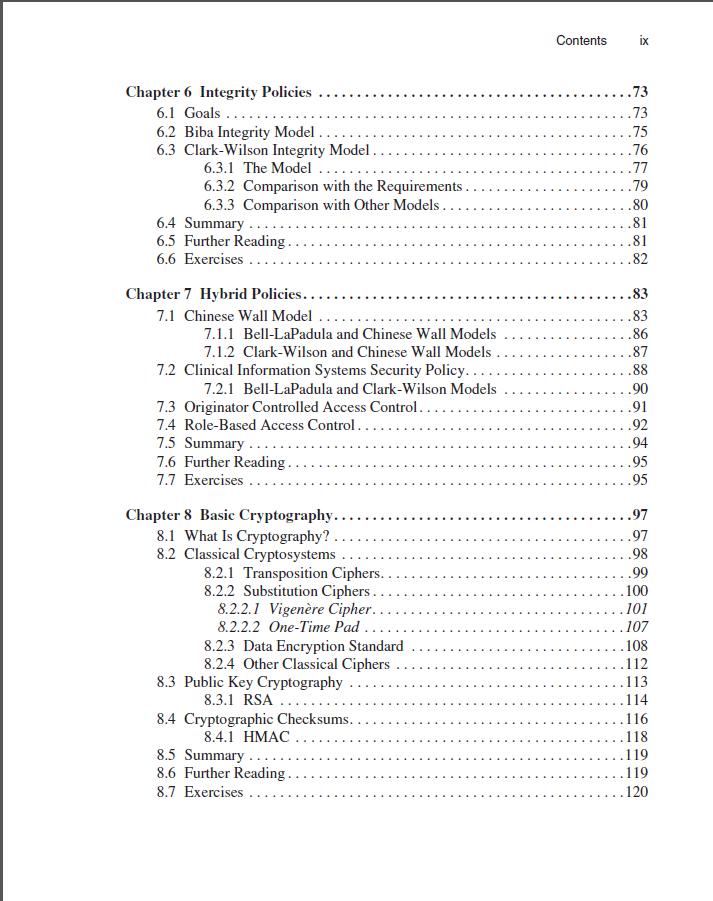 Contents ix
Chapter 6 Integrity Policies .........................................73
6.1 Goals .....................................................73
6.2 Biba Integrity Model .........................................75
6.3 Clark-Wilson Integrity Model ..................................76
6.3.1 The Model .........................................77
6.3.2 Comparison with the Requirements .....................79
6.3.3 Comparison with Other Models .........................80
6.4 Summary ..................................................81
6.5 Further Reading .............................................81
6.6 Exercises ..................................................82
Chapter 7 Hybrid Policies...........................................83
7.1 Chinese Wall Model .........................................83
7.1.1 Bell-LaPadula and Chinese Wall Models .................86
7.1.2 Clark-Wilson and Chinese Wall Models ..................87
7.2 Clinical Information Systems Security Policy......................88
7.2.1 Bell-LaPadula and Clark-Wilson Models .................90
7.3 Originator Controlled Access Control............................91
7.4 Role-Based Access Control....................................92
7.5 Summary ..................................................94
7.6 Further Reading .............................................95
7.7 Exercises ..................................................95
Chapter 8 Basic Cryptography.......................................97
8.1 What Is Cryptography? .......................................97
8.2 Classical Cryptosystems ......................................98
8.2.1 Transposition Ciphers.................................99
8.2.2 Substitution Ciphers .................................100
8.2.2.1 Vigenère Cipher.................................101
8.2.2.2 One-Time Pad ..................................107
8.2.3 Data Encryption Standard ............................108
8.2.4 Other Classical Ciphers ..............................112
8.3 Public Key Cryptography ....................................113
8.3.1 RSA .............................................114
8.4 Cryptographic Checksums....................................116
8.4.1 HMAC ...........................................118
8.5 Summary .................................................119
8.6 Further Reading ............................................119
8.7 Exercises .................................................120